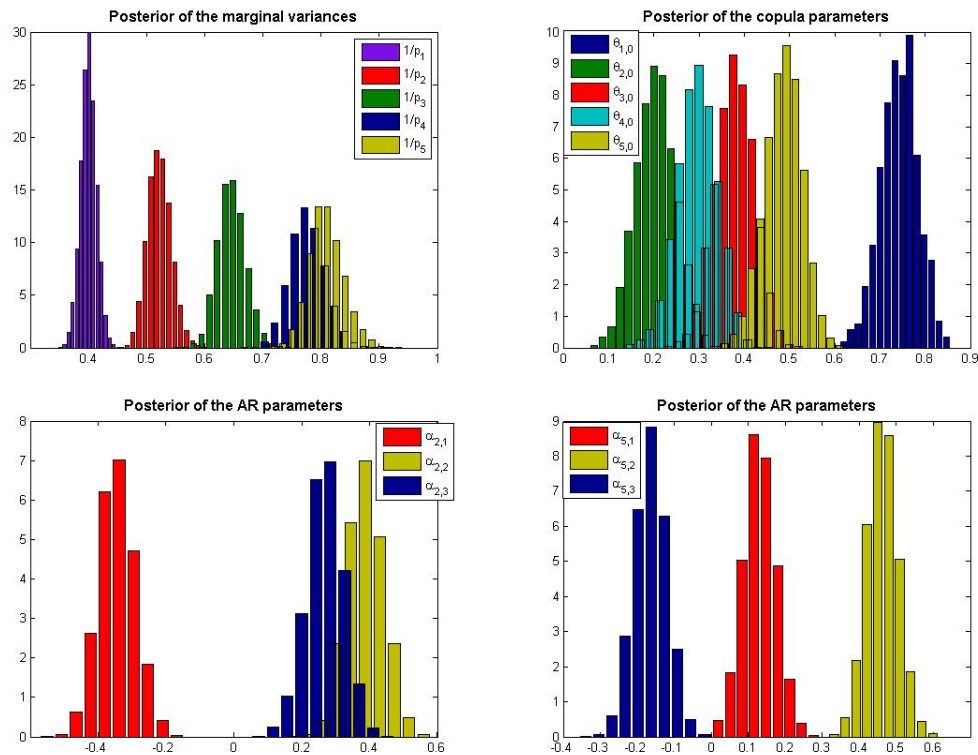 Posterior of the marginal variances
30
25
20
15
10
5
0
0.4 0.5 0.6 0.7 0.8 0.9 1
1/p₁
1/p₂
1/p₃
1/p₄
1/p₅
Posterior of the copula parameters
10
9
8
7
6
5
4
3
2
1
0
0 0.1 0.2 0.3 0.4 0.5 0.6 0.7 0.8 0.9
θ₁,₀
θ₂,₀
θ₃,₀
θ₄,₀
θ₅,₀
Posterior of the AR parameters
8
7
6
5
4
3
2
1
0
-0.4 -0.2 0 0.2 0.4 0.6
α₂,₁
α₂,₂
α₂,₃
Posterior of the AR parameters
9
8
7
6
5
4
3
2
1
0
-0.4 -0.3 -0.2 -0.1 0 0.1 0.2 0.3 0.4 0.5 0.6
α₅,₁
α₅,₂
α₅,₃